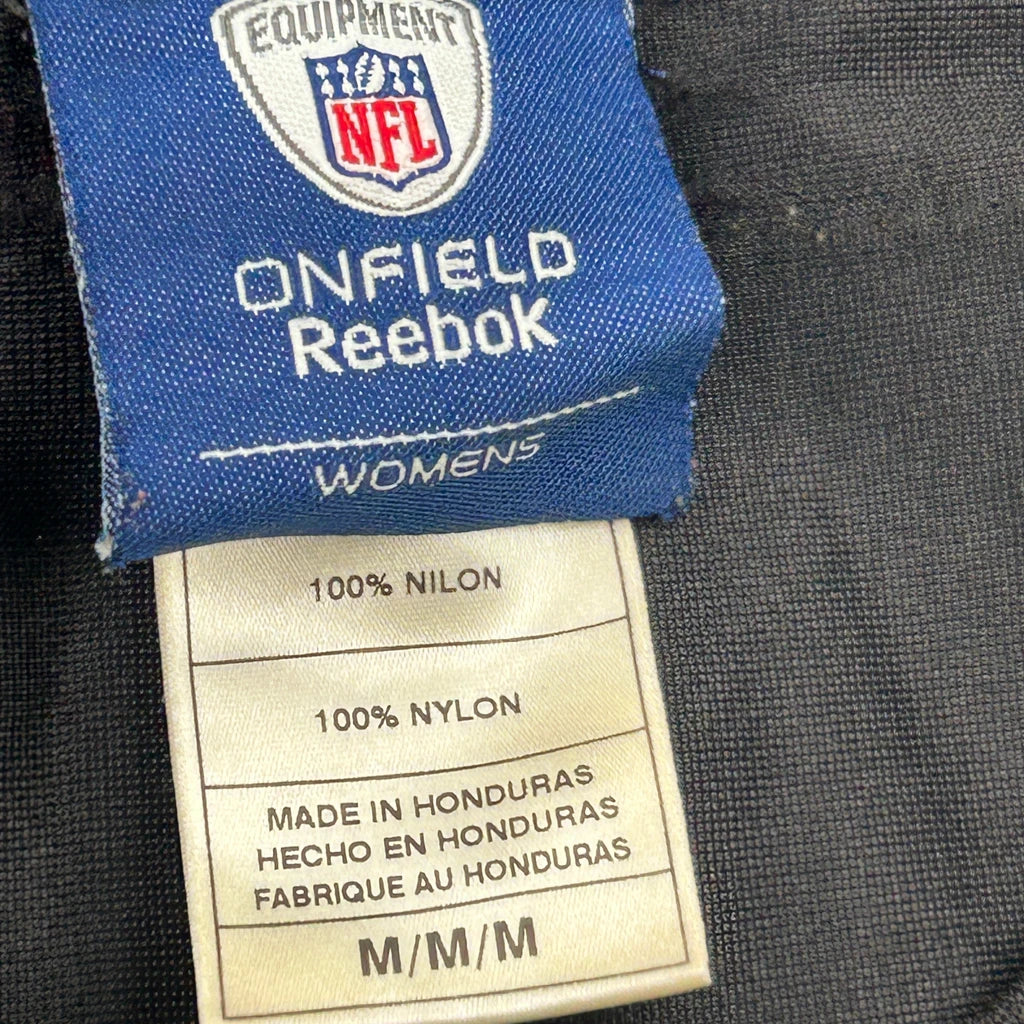 EQUIPMENT
NFL
ONFIELD
Reebok
WOMENS
100% NILON
100% NYLON
MADE IN HONDURAS
HECHO EN HONDURAS
FABRIQUE AU HONDURAS
M/M/M